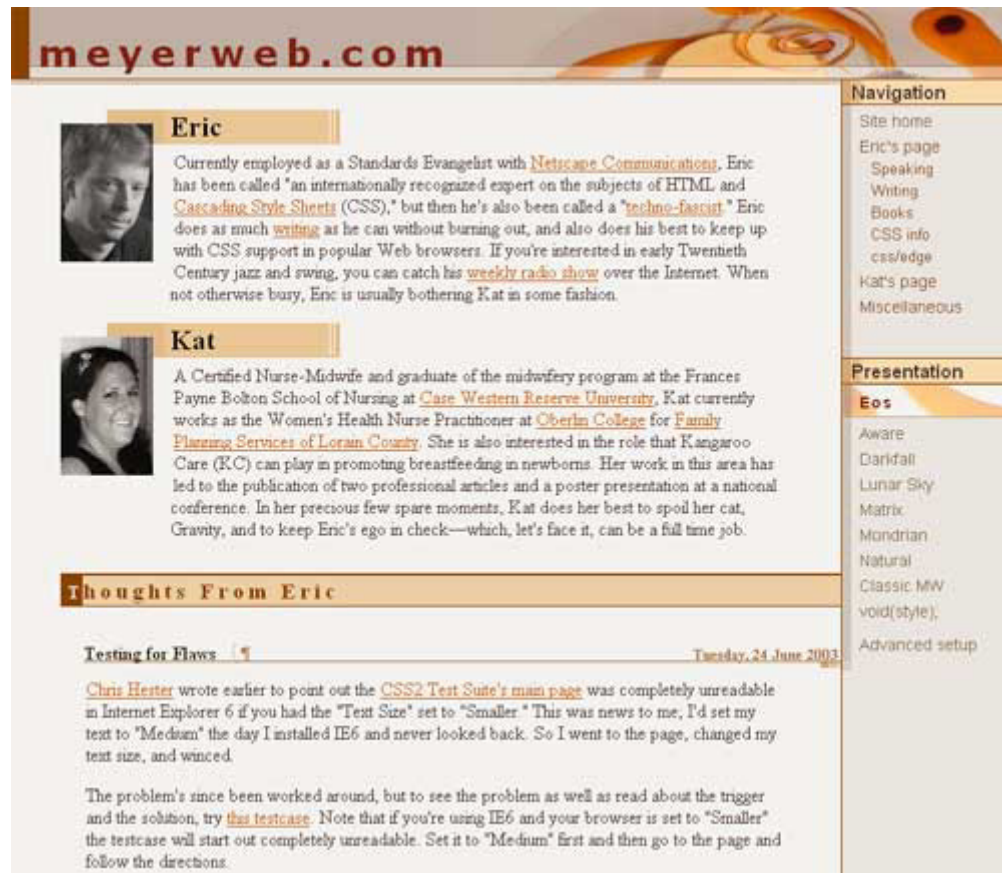 meyerweb.com
Eric
Currently employed as a Standards Evangelist with Netscape Communications, Eric
has been called "an internationally recognized expert on the subjects of HTML and
Cascading Style Sheets (CSS)," but then he's also been called a "techno-fascist." Eric
does as much writing as he can without burning out, and also does his best to keep up
with CSS support in popular Web browsers. If you're interested in early Twentieth
Century jazz and swing, you can catch his weekly radio show over the Internet. When
not otherwise busy, Eric is usually bothering Kat in some fashion.
Kat
A Certified Nurse-Midwife and graduate of the midwifery program at the Frances
Payne Bolton School of Nursing at Case Western Reserve University, Kat currently
works as the Women's Health Nurse Practitioner at Oberlin College for Family
Planning Services of Lorain County. She is also interested in the role that Kangaroo
Care (KC) can play in promoting breastfeeding in newborns. Her work in this area has
led to the publication of two professional articles and a poster presentation at a national
conference. In her precious few spare moments, Kat does her best to spoil her cat,
Gravity, and to keep Eric's ego in check—which, let's face it, can be a full time job.
Thoughts From Eric
Testing for Flaws ¶
Tuesday, 24 June 2003
Chris Hester wrote earlier to point out the CSS2 Test Suite's main page was completely unreadable
in Internet Explorer 6 if you had the "Text Size" set to "Smaller." This was news to me, I'd set my
text to "Medium" the day I installed IE6 and never looked back. So I went to the page, changed my
text size, and winced.
The problem's since been worked around, but to see the problem as well as read about the trigger
and the solution, try this testcase. Note that if you're using IE6 and your browser is set to "Smaller"
the testcase will start out completely unreadable. Set it to "Medium" first and then go to the page and
follow the directions.
Navigation
Site home
Eric's page
Speaking
Writing
Books
CSS info
css/edge
Kat's page
Miscellaneous
Presentation
Eos
Aware
Darkfall
Lunar Sky
Matrix
Mondrian
Natural
Classic MW
void(style);
Advanced setup